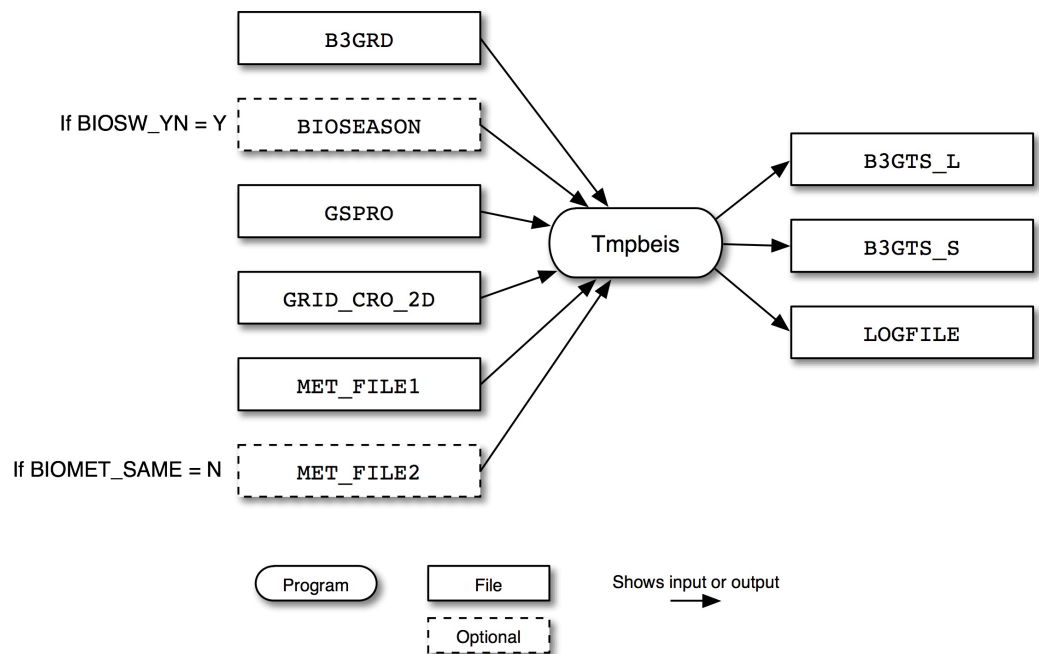 B3GRD
If BIOSW_YN = Y
BIOSEASON
GSPRO
GRID_CRO_2D
MET_FILE1
If BIOMET_SAME = N
MET_FILE2
Tmpbeis
B3GTS_L
B3GTS_S
LOGFILE
Program
File
Optional
Shows input or output